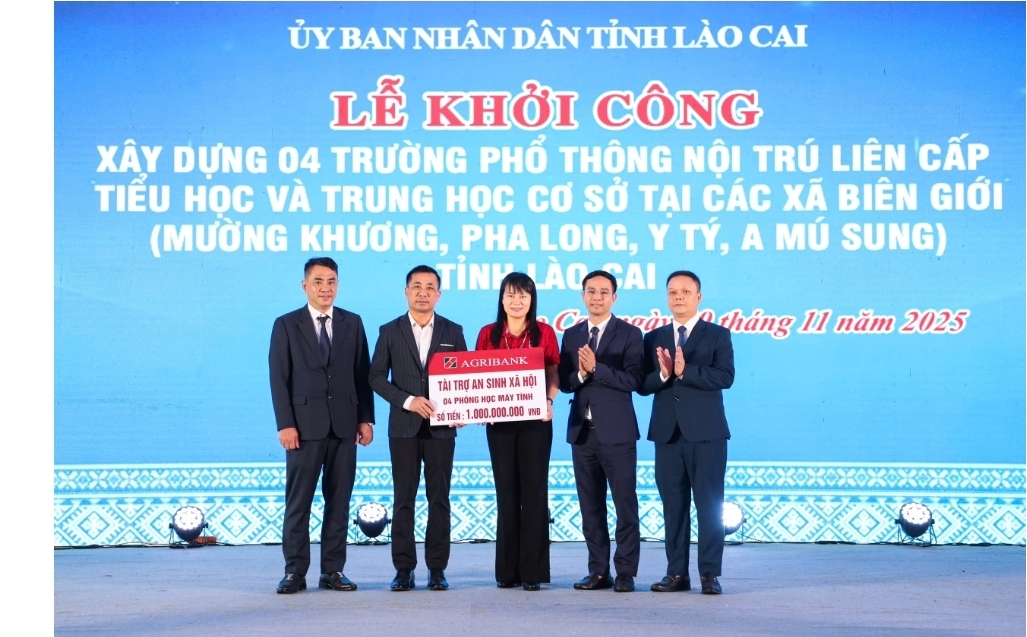 ỦY BAN NHÂN DÂN TỈNH LÀO CAI
LỄ KHỞI CÔNG
XÂY DỰNG 04 TRƯỜNG PHỔ THÔNG NỘI TRÚ LIÊN CẤP
TIỂU HỌC VÀ TRUNG HỌC CƠ SỞ TẠI CÁC XÃ BIÊN GIỚI
(MƯỜNG KHƯƠNG, PHA LONG, Y TÝ, A MÚ SUNG)
TỈNH LÀO CAI
ngày tháng 11 năm 2025
AGRIBANK
TÀI TRỢ AN SINH XÃ HỘI
04 PHÒNG HỌC MÁY TÍNH
SỐ TIỀN : 1.000.000.000 VNĐ